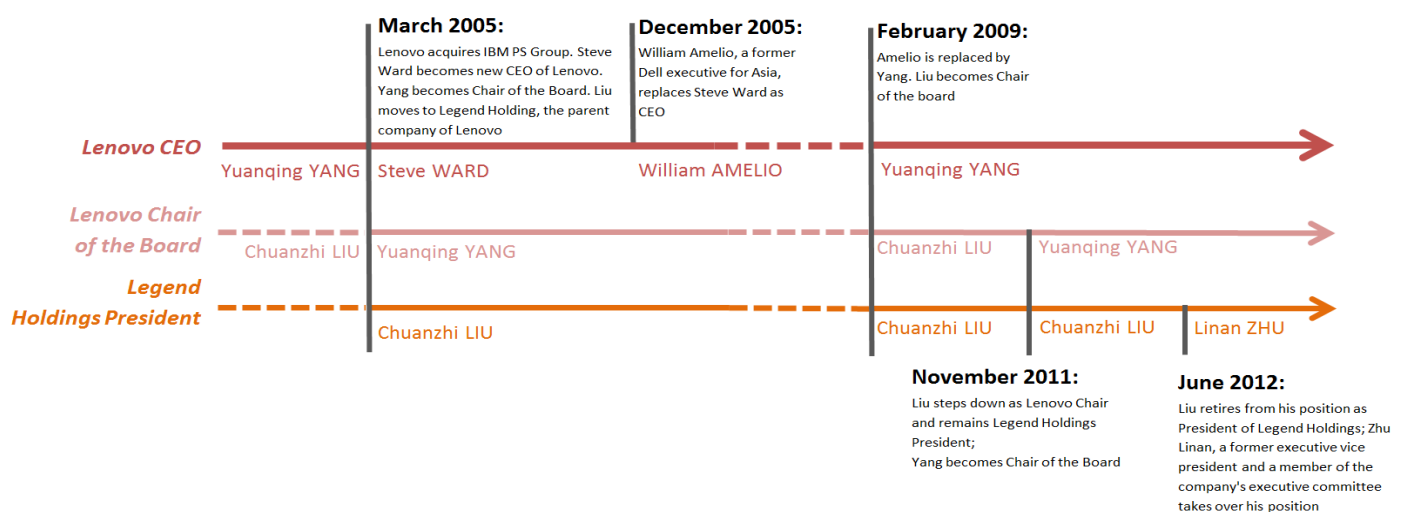 March 2005:
Lenovo acquires IBM PS Group. Steve
Ward becomes new CEO of Lenovo.
Yang becomes Chair of the Board. Liu
moves to Legend Holding, the parent
company of Lenovo
December 2005:
William Amelio, a former
Dell executive for Asia,
replaces Steve Ward as
CEO
February 2009:
Amelio is replaced by
Yang. Liu becomes Chair
of the board
Lenovo CEO
Yuanqing YANG
Steve WARD
William AMELIO
Yuanqing YANG
Lenovo Chair
of the Board
Chuanzhi LIU
Yuanqing YANG
Chuanzhi LIU
Yuanqing YANG
Legend
Holdings President
Chuanzhi LIU
Chuanzhi LIU
Chuanzhi LIU
Linan ZHU
November 2011:
Liu steps down as Lenovo Chair
and remains Legend Holdings
President;
Yang becomes Chair of the Board
June 2012:
Liu retires from his position as
President of Legend Holdings; Zhu
Linan, a former executive vice
president and a member of the
company's executive committee
takes over his position